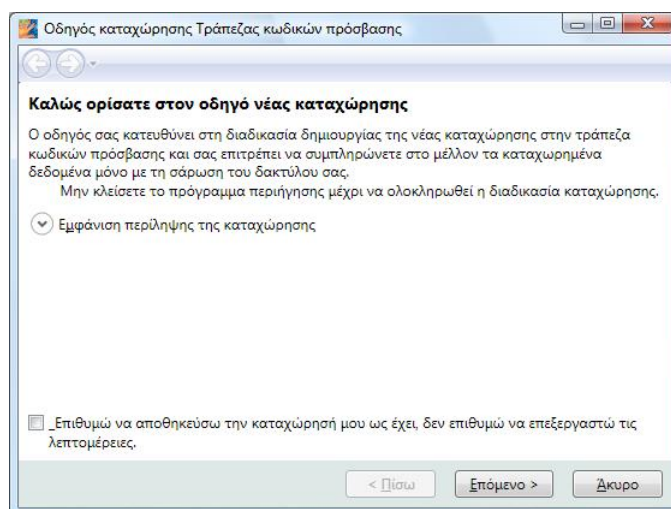 Οδηγός καταχώρησης Τράπεζας κωδικών πρόσβασης
Καλώς ορίσατε στον οδηγό νέας καταχώρησης
Ο οδηγός σας κατευθύνει στη διαδικασία δημιουργίας της νέας καταχώρησης στην τράπεζα
κωδικών πρόσβασης και σας επιτρέπει να συμπληρώνετε στο μέλλον τα καταχωρημένα
δεδομένα μόνο με τη σάρωση του δακτύλου σας.
Μην κλείσετε το πρόγραμμα περιήγησης μέχρι να ολοκληρωθεί η διαδικασία καταχώρησης.
Εμφάνιση περίληψης της καταχώρησης
_Επιθυμώ να αποθηκεύσω την καταχώρησή μου ως έχει, δεν επιθυμώ να επεξεργαστώ τις
λεπτομέρειες.
< Πίσω Επόμενο > Άκυρο